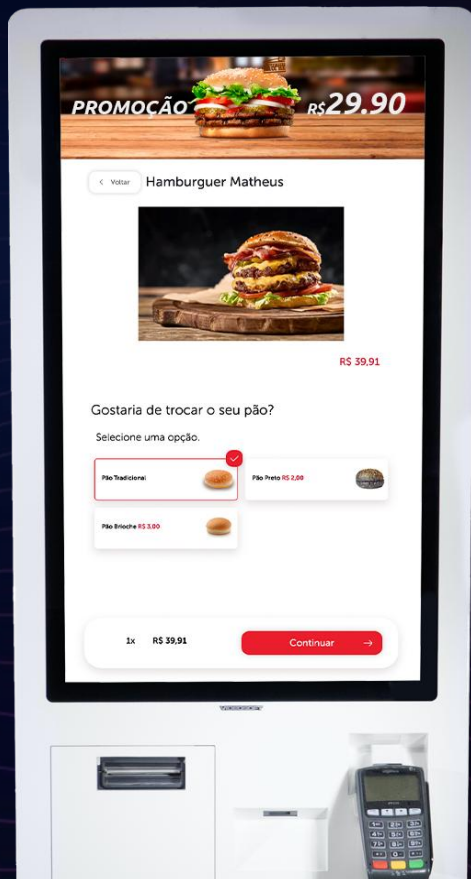 PROMOÇÃO R$29.90
Voltar Hamburguer Matheus
R$ 39,91
Gostaria de trocar o seu pão?
Selecione uma opção.
Pão Tradicional
Pão Preto R$ 2,00
Pão Brioche R$ 3,00
1x R$ 39,91 Continuar